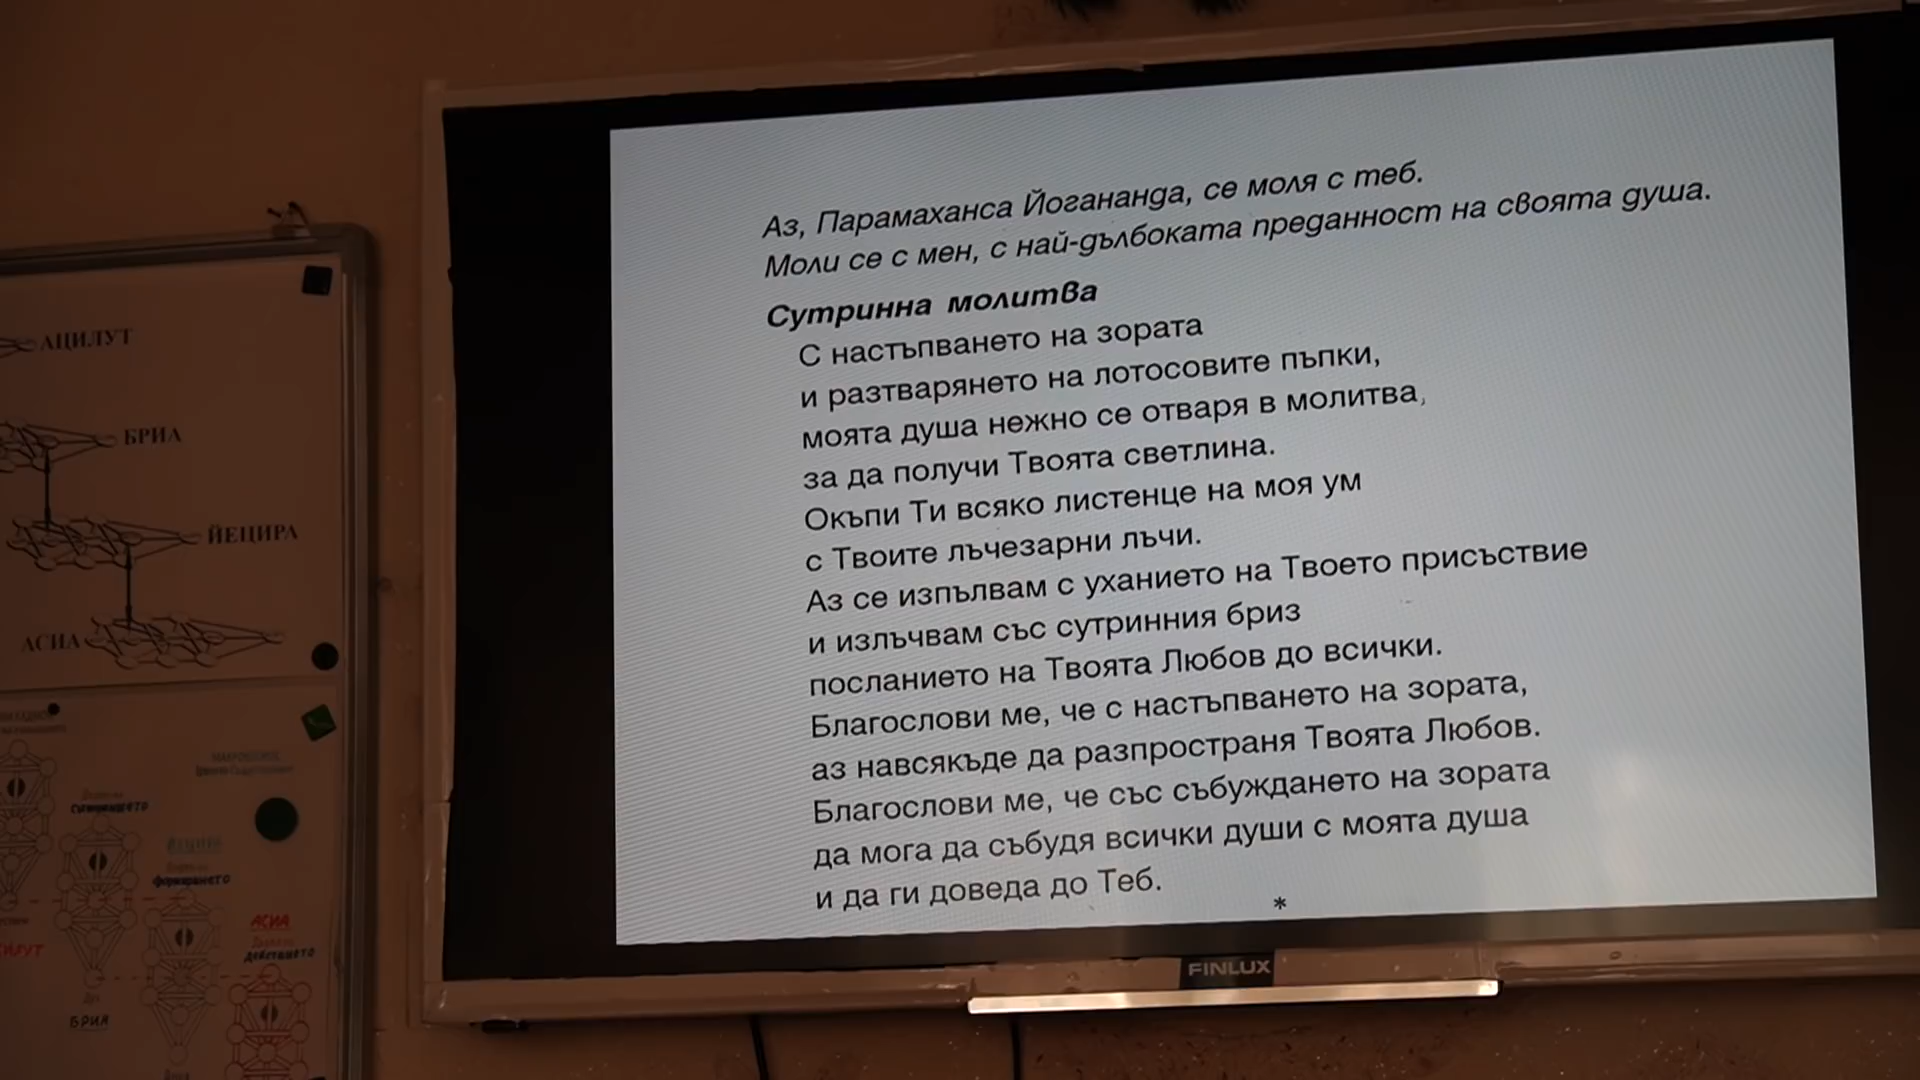 Аз, Парамаханса Йогананда, се моля с теб.
Моли се с мен, с най-дълбоката преданност на своята душа.
Сутринна молитва
С настъпването на зората
и разтварянето на лотосовите пъпки,
моята душа нежно се отваря в молитва,
за да получи Твоята светлина.
Окъпи Ти всяко листенце на моя ум
с Твоите лъчезарни лъчи.
Аз се изпълвам с уханието на Твоето присъствие
и излъчвам със сутринния бриз
посланието на Твоята Любов до всички.
Благослови ме, че с настъпването на зората,
аз навсякъде да разпространя Твоята Любов.
Благослови ме, че със събуждането на зората
да мога да събудя всички души с моята душа
и да ги доведа до Теб.
*
FINLUX
АЦИЛУТ
БРИА
ЙЕЦИРА
АСИА
формирането
АСИА
действието
БРИА